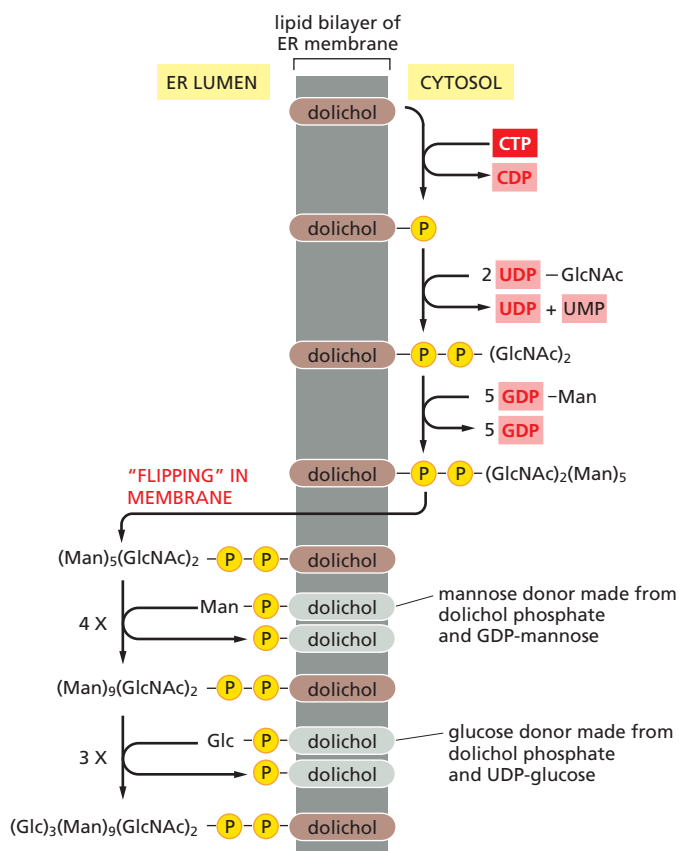 lipid bilayer of
ER membrane
ER LUMEN
CYTOSOL
dolichol
CTP
CDP
dolichol – P
2 UDP – GlcNAc
UDP + UMP
dolichol – P – P – (GlcNAc)2
5 GDP –Man
5 GDP
"FLIPPING" IN
MEMBRANE
dolichol – P – P – (GlcNAc)2(Man)5
(Man)5(GlcNAc)2 – P – P – dolichol
4 X
Man – P – dolichol
P – dolichol
mannose donor made from
dolichol phosphate
and GDP-mannose
(Man)9(GlcNAc)2 – P – P – dolichol
3 X
Glc – P – dolichol
P – dolichol
glucose donor made from
dolichol phosphate
and UDP-glucose
(Glc)3(Man)9(GlcNAc)2 – P – P – dolichol